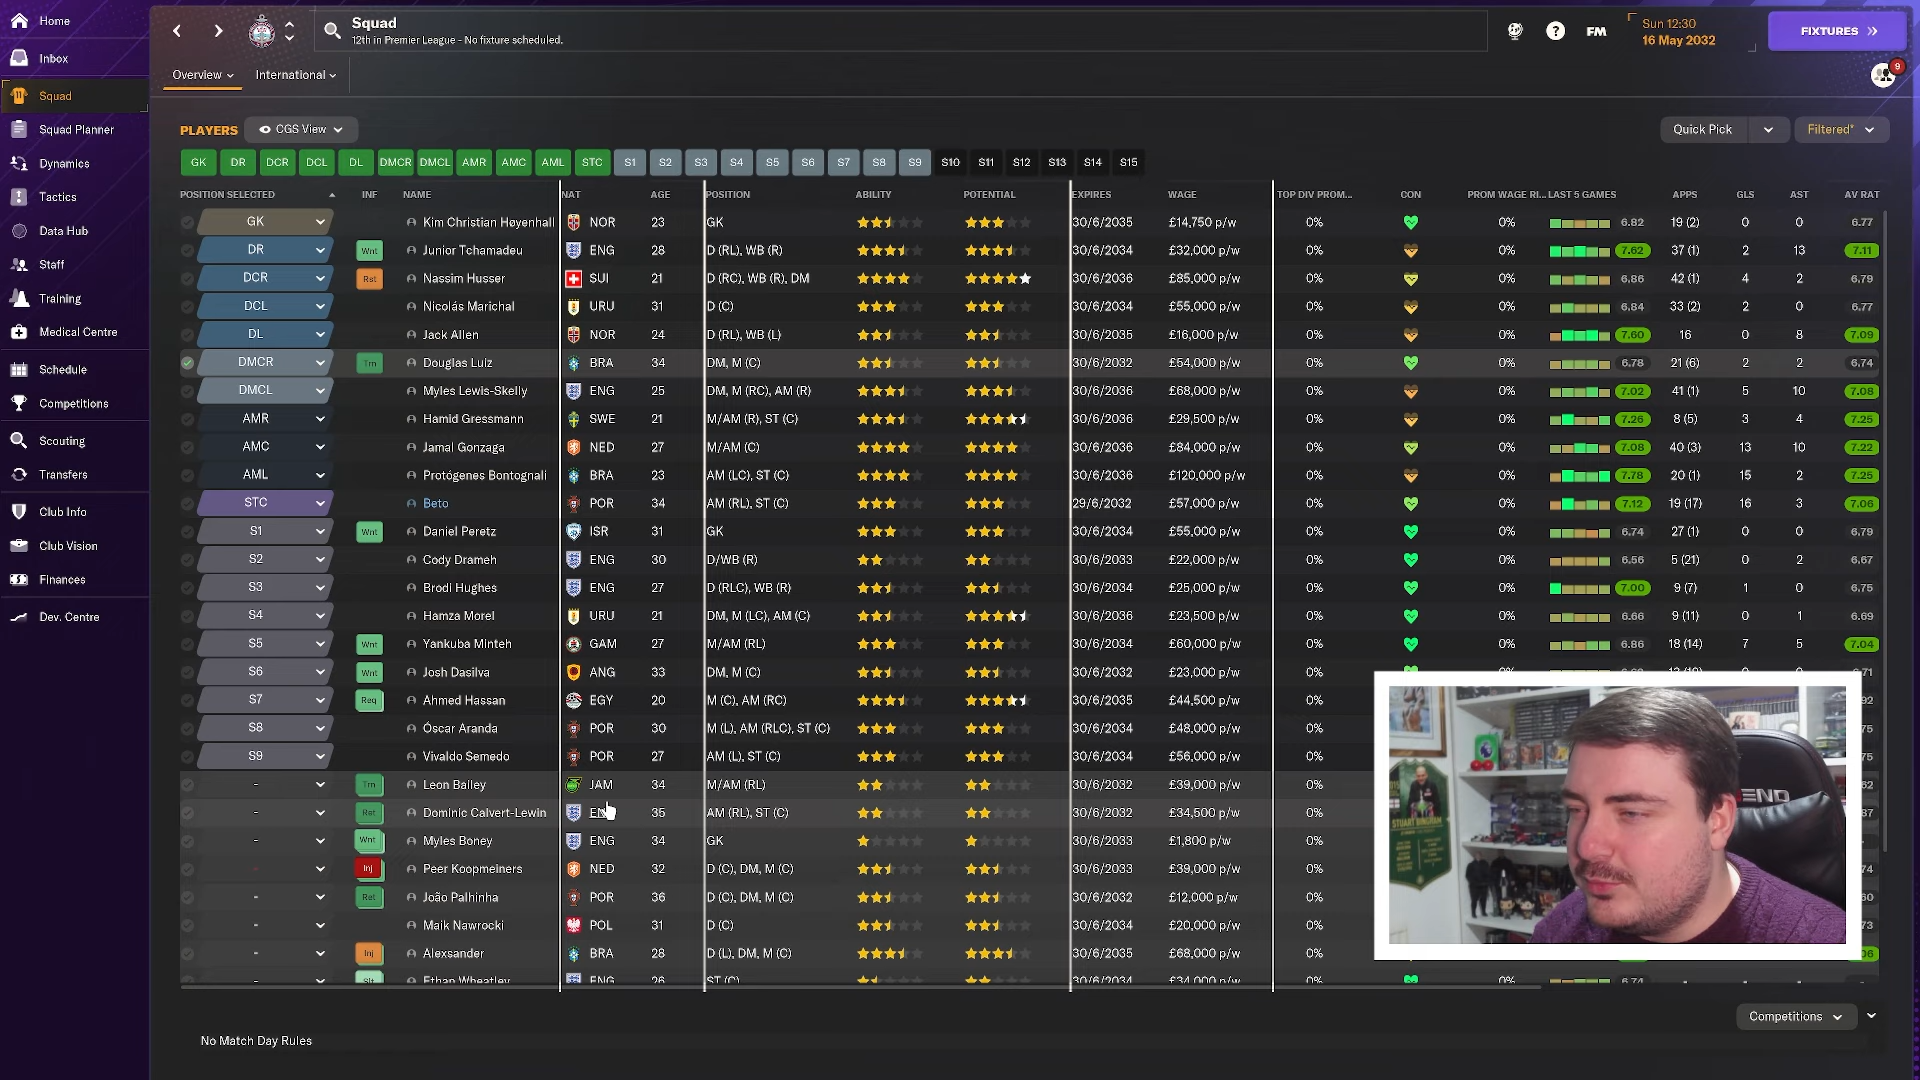 Home
Inbox
Squad
Squad Planner
Dynamics
Tactics
Data Hub
Staff
Training
Medical Centre
Schedule
Competitions
Scouting
Transfers
Club Info
Club Vision
Finances
Dev. Centre
Squad
12th in Premier League - No fixture scheduled.
FM
Sun 12:30
16 May 2032
FIXTURES
9
Overview International
PLAYERS CGS View Quick Pick Filtered*
GK DR DCR DCL DL DMCR DMCL AMR AMC AML STC S1 S2 S3 S4 S5 S6 S7 S8 S9 S10 S11 S12 S13 S14 S15
POSITION SELECTED INF NAME NAT AGE POSITION ABILITY POTENTIAL EXPIRES WAGE TOP DIV PROM... CON PROM WAGE RI... LAST 5 GAMES APPS GLS AST AV RAT
GK Kim Christian Høyenhall NOR 23 GK 30/6/2035 £14,750 p/w 0% 0% 6.82 19 (2) 0 0 6.77
DR Wnt Junior Tchamadeu ENG 28 D (RL), WB (R) 30/6/2034 £32,000 p/w 0% 0% 7.62 37 (1) 2 13 7.11
DCR Rst Nassim Husser SUI 21 D (RC), WB (R), DM 30/6/2036 £85,000 p/w 0% 0% 6.86 42 (1) 4 2 6.79
DCL Nicolás Marichal URU 31 D (C) 30/6/2034 £55,000 p/w 0% 0% 6.84 33 (2) 2 0 6.77
DL Jack Allen NOR 24 D (RL), WB (L) 30/6/2035 £16,000 p/w 0% 0% 7.60 16 0 8 7.09
DMCR Trn Douglas Luiz BRA 34 DM, M (C) 30/6/2032 £54,000 p/w 0% 0% 6.78 21 (6) 2 2 6.74
DMCL Myles Lewis-Skelly ENG 25 DM, M (RC), AM (R) 30/6/2036 £68,000 p/w 0% 0% 7.02 41 (1) 5 10 7.08
AMR Hamid Gressmann SWE 21 M/AM (R), ST (C) 30/6/2036 £29,500 p/w 0% 0% 7.26 8 (5) 3 4 7.25
AMC Jamal Gonzaga NED 27 M/AM (C) 30/6/2036 £84,000 p/w 0% 0% 7.08 40 (3) 13 10 7.22
AML Protógenes Bontognali BRA 23 AM (LC), ST (C) 30/6/2036 £120,000 p/w 0% 0% 7.78 20 (1) 15 2 7.25
STC Beto POR 34 AM (RL), ST (C) 29/6/2032 £57,000 p/w 0% 0% 7.12 19 (17) 16 3 7.06
S1 Wnt Daniel Peretz ISR 31 GK 30/6/2034 £55,000 p/w 0% 0% 6.74 27 (1) 0 0 6.79
S2 Cody Drameh ENG 30 D/WB (R) 30/6/2033 £22,000 p/w 0% 0% 6.56 5 (21) 0 2 6.67
S3 Brodi Hughes ENG 27 D (RLC), WB (R) 30/6/2034 £25,000 p/w 0% 0% 7.00 9 (7) 1 0 6.75
S4 Hamza Morel URU 21 DM, M (LC), AM (C) 30/6/2036 £23,500 p/w 0% 0% 6.66 9 (11) 0 1 6.69
S5 Wnt Yankuba Minteh GAM 27 M/AM (RL) 30/6/2034 £60,000 p/w 0% 0% 6.86 18 (14) 7 5 7.04
S6 Wnt Josh Dasilva ANG 33 DM, M (C) 30/6/2032 £23,000 p/w 0%
S7 Req Ahmed Hassan EGY 20 M (C), AM (RC) 30/6/2035 £44,500 p/w 0%
S8 Óscar Aranda POR 30 M (L), AM (RLC), ST (C) 30/6/2034 £48,000 p/w 0%
S9 Vivaldo Semedo POR 27 AM (L), ST (C) 30/6/2034 £56,000 p/w 0%
- Trn Leon Bailey JAM 34 M/AM (RL) 30/6/2032 £39,000 p/w 0%
- Ret Dominic Calvert-Lewin 35 AM (RL), ST (C) 30/6/2032 £34,500 p/w 0%
- Wnt Myles Boney ENG 34 GK 30/6/2033 £1,800 p/w 0%
- Inj Peer Koopmeiners NED 32 D (C), DM, M (C) 30/6/2033 £39,000 p/w 0%
- Ret João Palhinha POR 36 D (C), DM, M (C) 30/6/2032 £12,000 p/w 0%
- Maik Nawrocki POL 31 D (C) 30/6/2034 £20,000 p/w 0%
- Inj Alexsander BRA 28 D (L), DM, M (C) 30/6/2035 £68,000 p/w 0%
Ethan Wheatley ENG 26 ST (C) 30/6/2034 £34,000 p/w 0% 0% 6.74
STUART BINGHAM
Competitions
No Match Day Rules